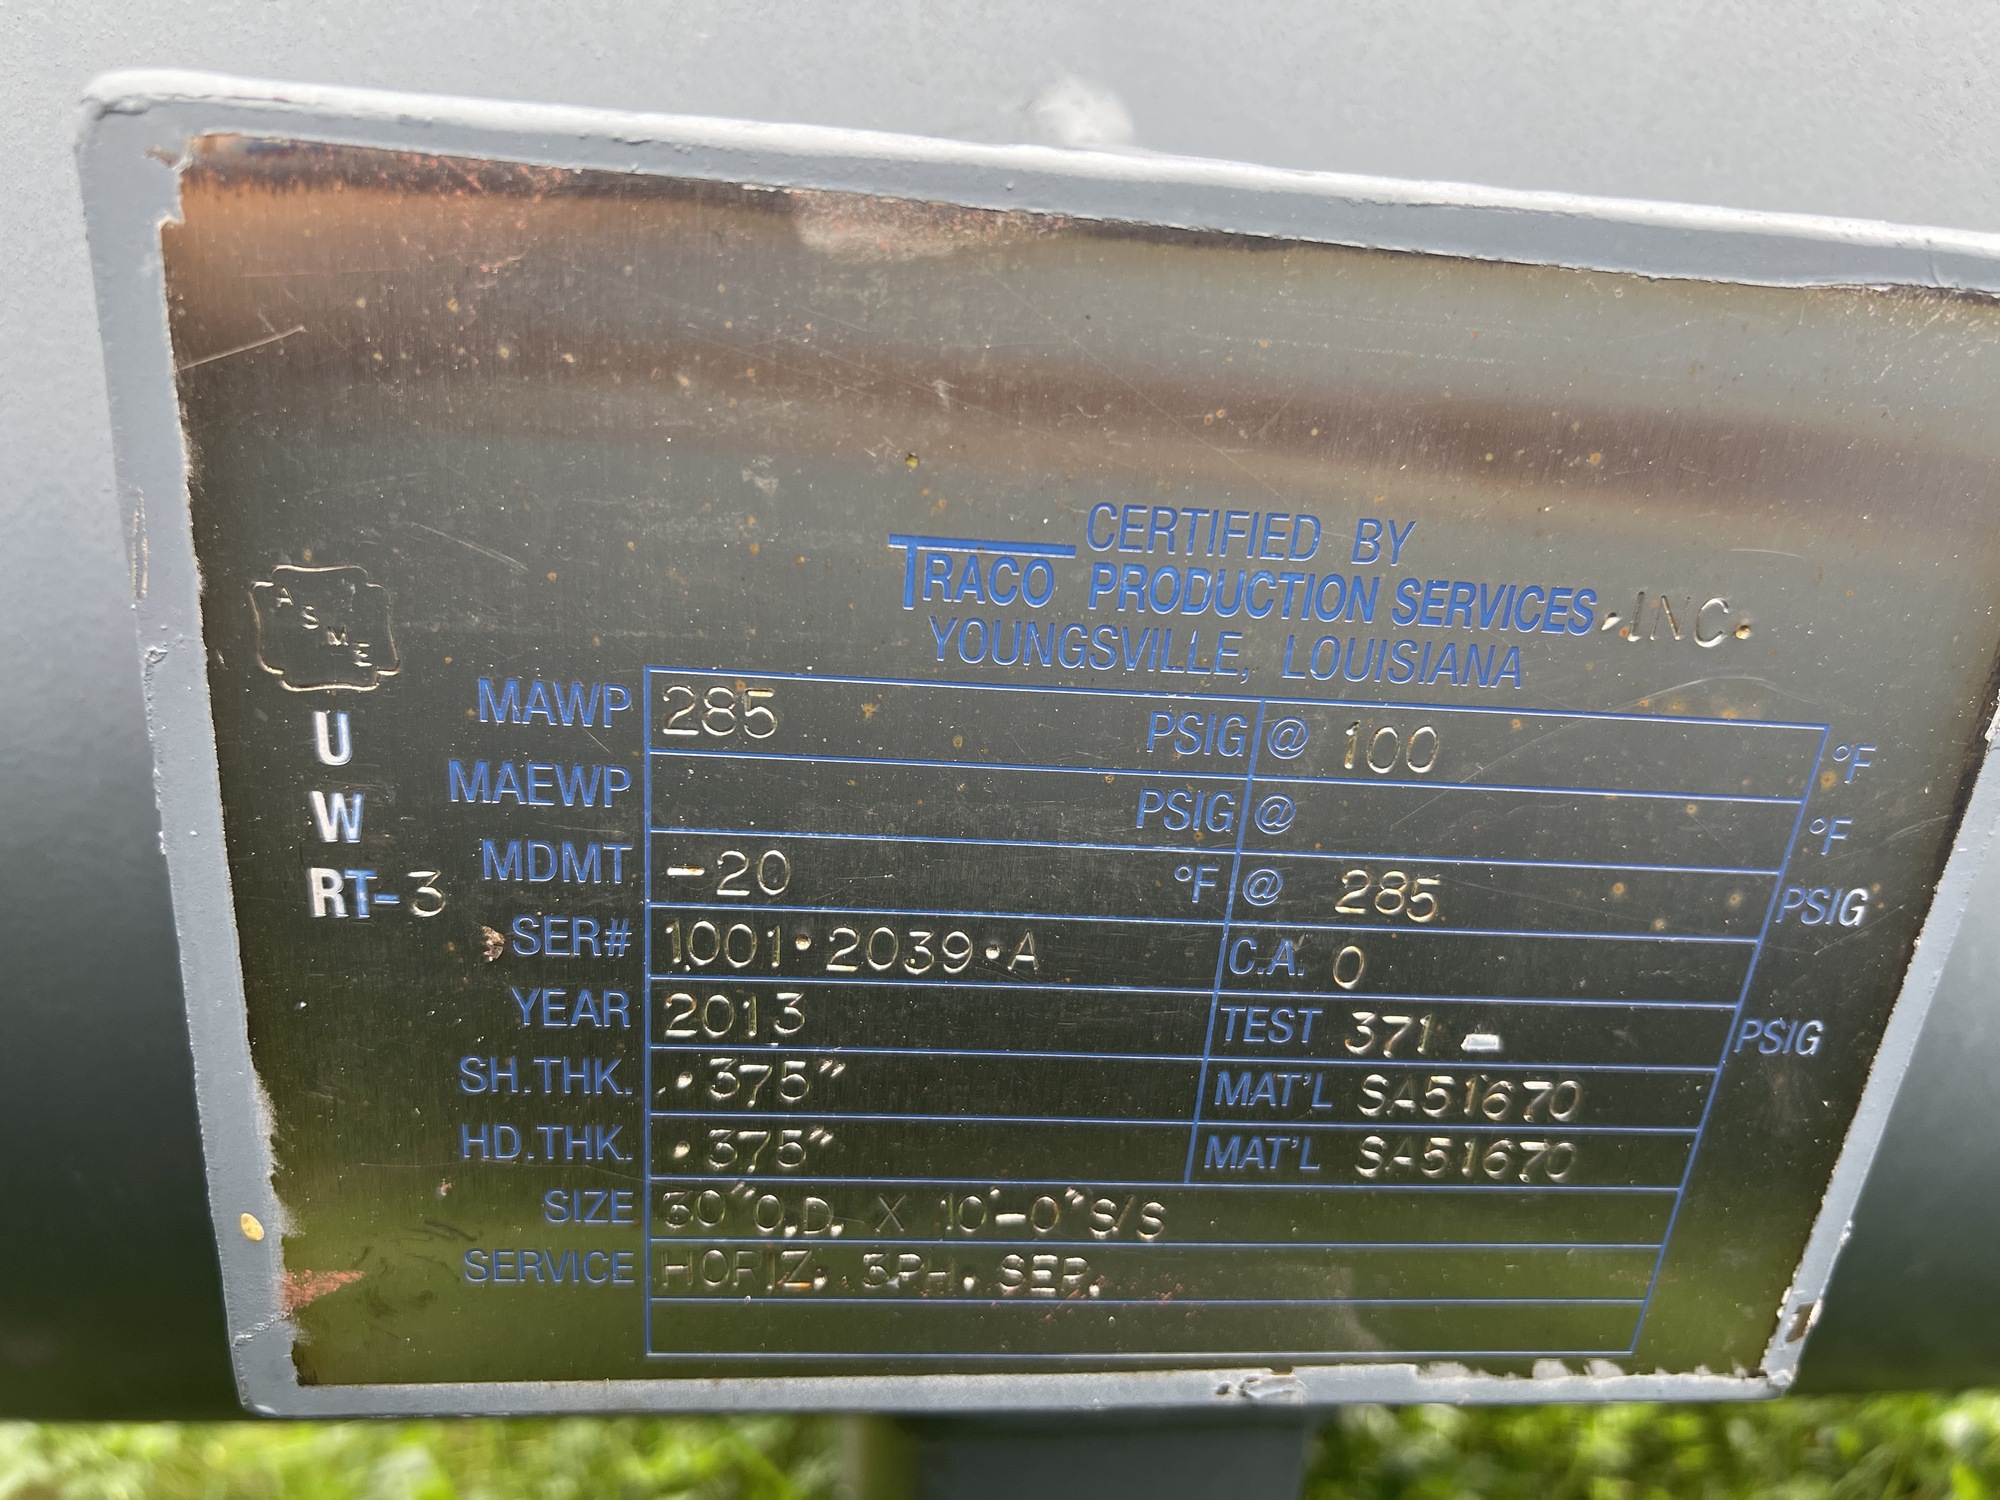 CERTIFIED BY
TRACO PRODUCTION SERVICES, INC.
YOUNGSVILLE, LOUISIANA
ASME
U
W
RT-3
MAWP 285 PSIG @ 100 °F
MAEWP PSIG @ °F
MDMT -20 °F @ 285 PSIG
SER# 1001·2039·A C.A. 0
YEAR 2013 TEST 371 - PSIG
SH.THK. .375" MAT'L SA51670
HD.THK. .375" MAT'L SA51670
SIZE 30"O.D. X 10'-0" S/S
SERVICE HORIZ. 3PH. SEP.